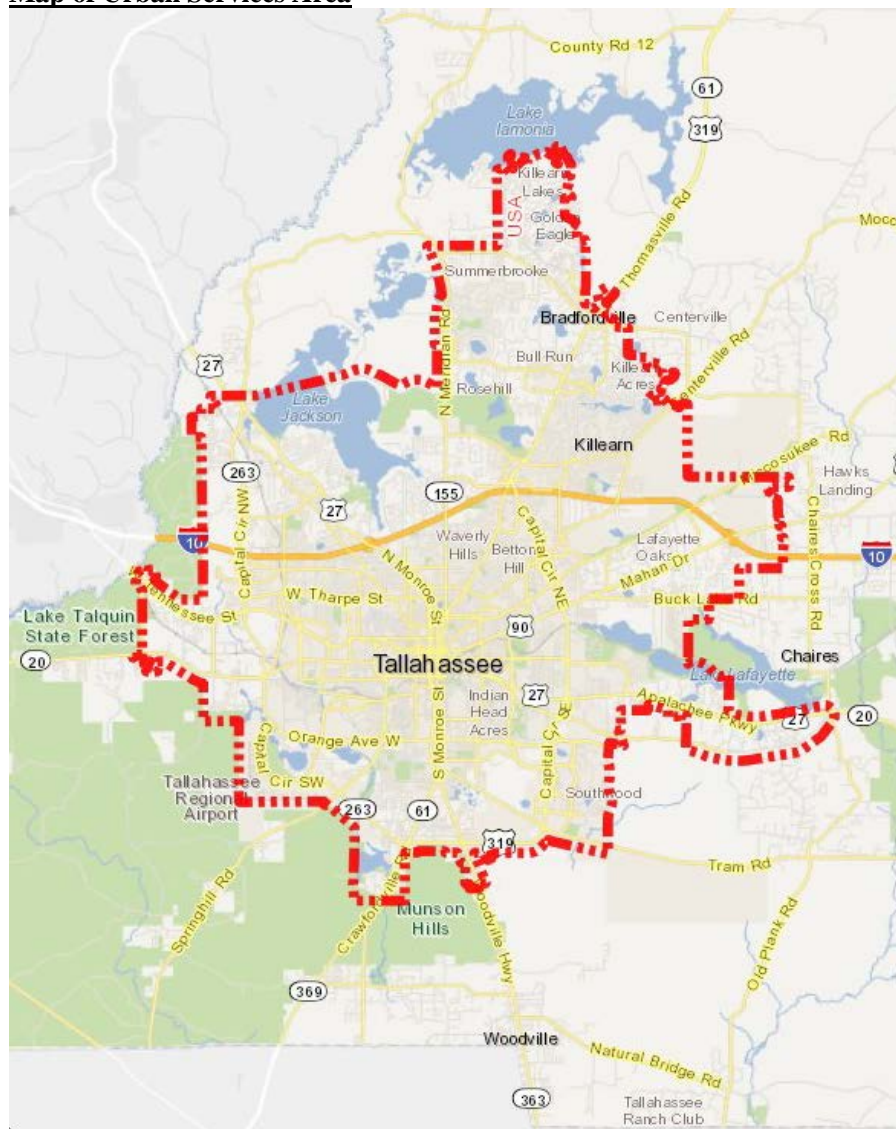 Map of Urban Services Area
County Rd 12
61
319
Lake
Iamonia
Killearn
Lakes
USA
Golden
Eagle
Thomasville Rd
Mocc
Summerbrooke
Bradfordville
Centerville
N Meridian Rd
27
Bull Run
Killearn
Acres
Centerville Rd
Rosehill
Lake
Jackson
Killearn
Miccosukee Rd
Hawks
Landing
263
155
27
Capital Cir NW
Waverly
Hills
Betton
Hill
Capital Cir NE
Lafayette
Oaks
Chaires Cross Rd
10
10
N Monroe St
Mahan Dr
W Tennessee St
W Tharpe St
Buck Lake Rd
90
Lake Talquin
State Forest
20
Tallahassee
Chaires
Lake Lafayette
S Monroe St
Indian
Head
Acres
27
Apalachee Pkwy
27
20
Capital
Cir SW
Orange Ave W
Capital Cir SE
Tallahassee
Regional
Airport
Southwood
263
61
319
Tram Rd
Springhill Rd
Crawfordville Rd
Munson
Hills
Woodville Hwy
Old Plank Rd
369
Woodville
Natural Bridge Rd
363
Tallahassee
Ranch Club